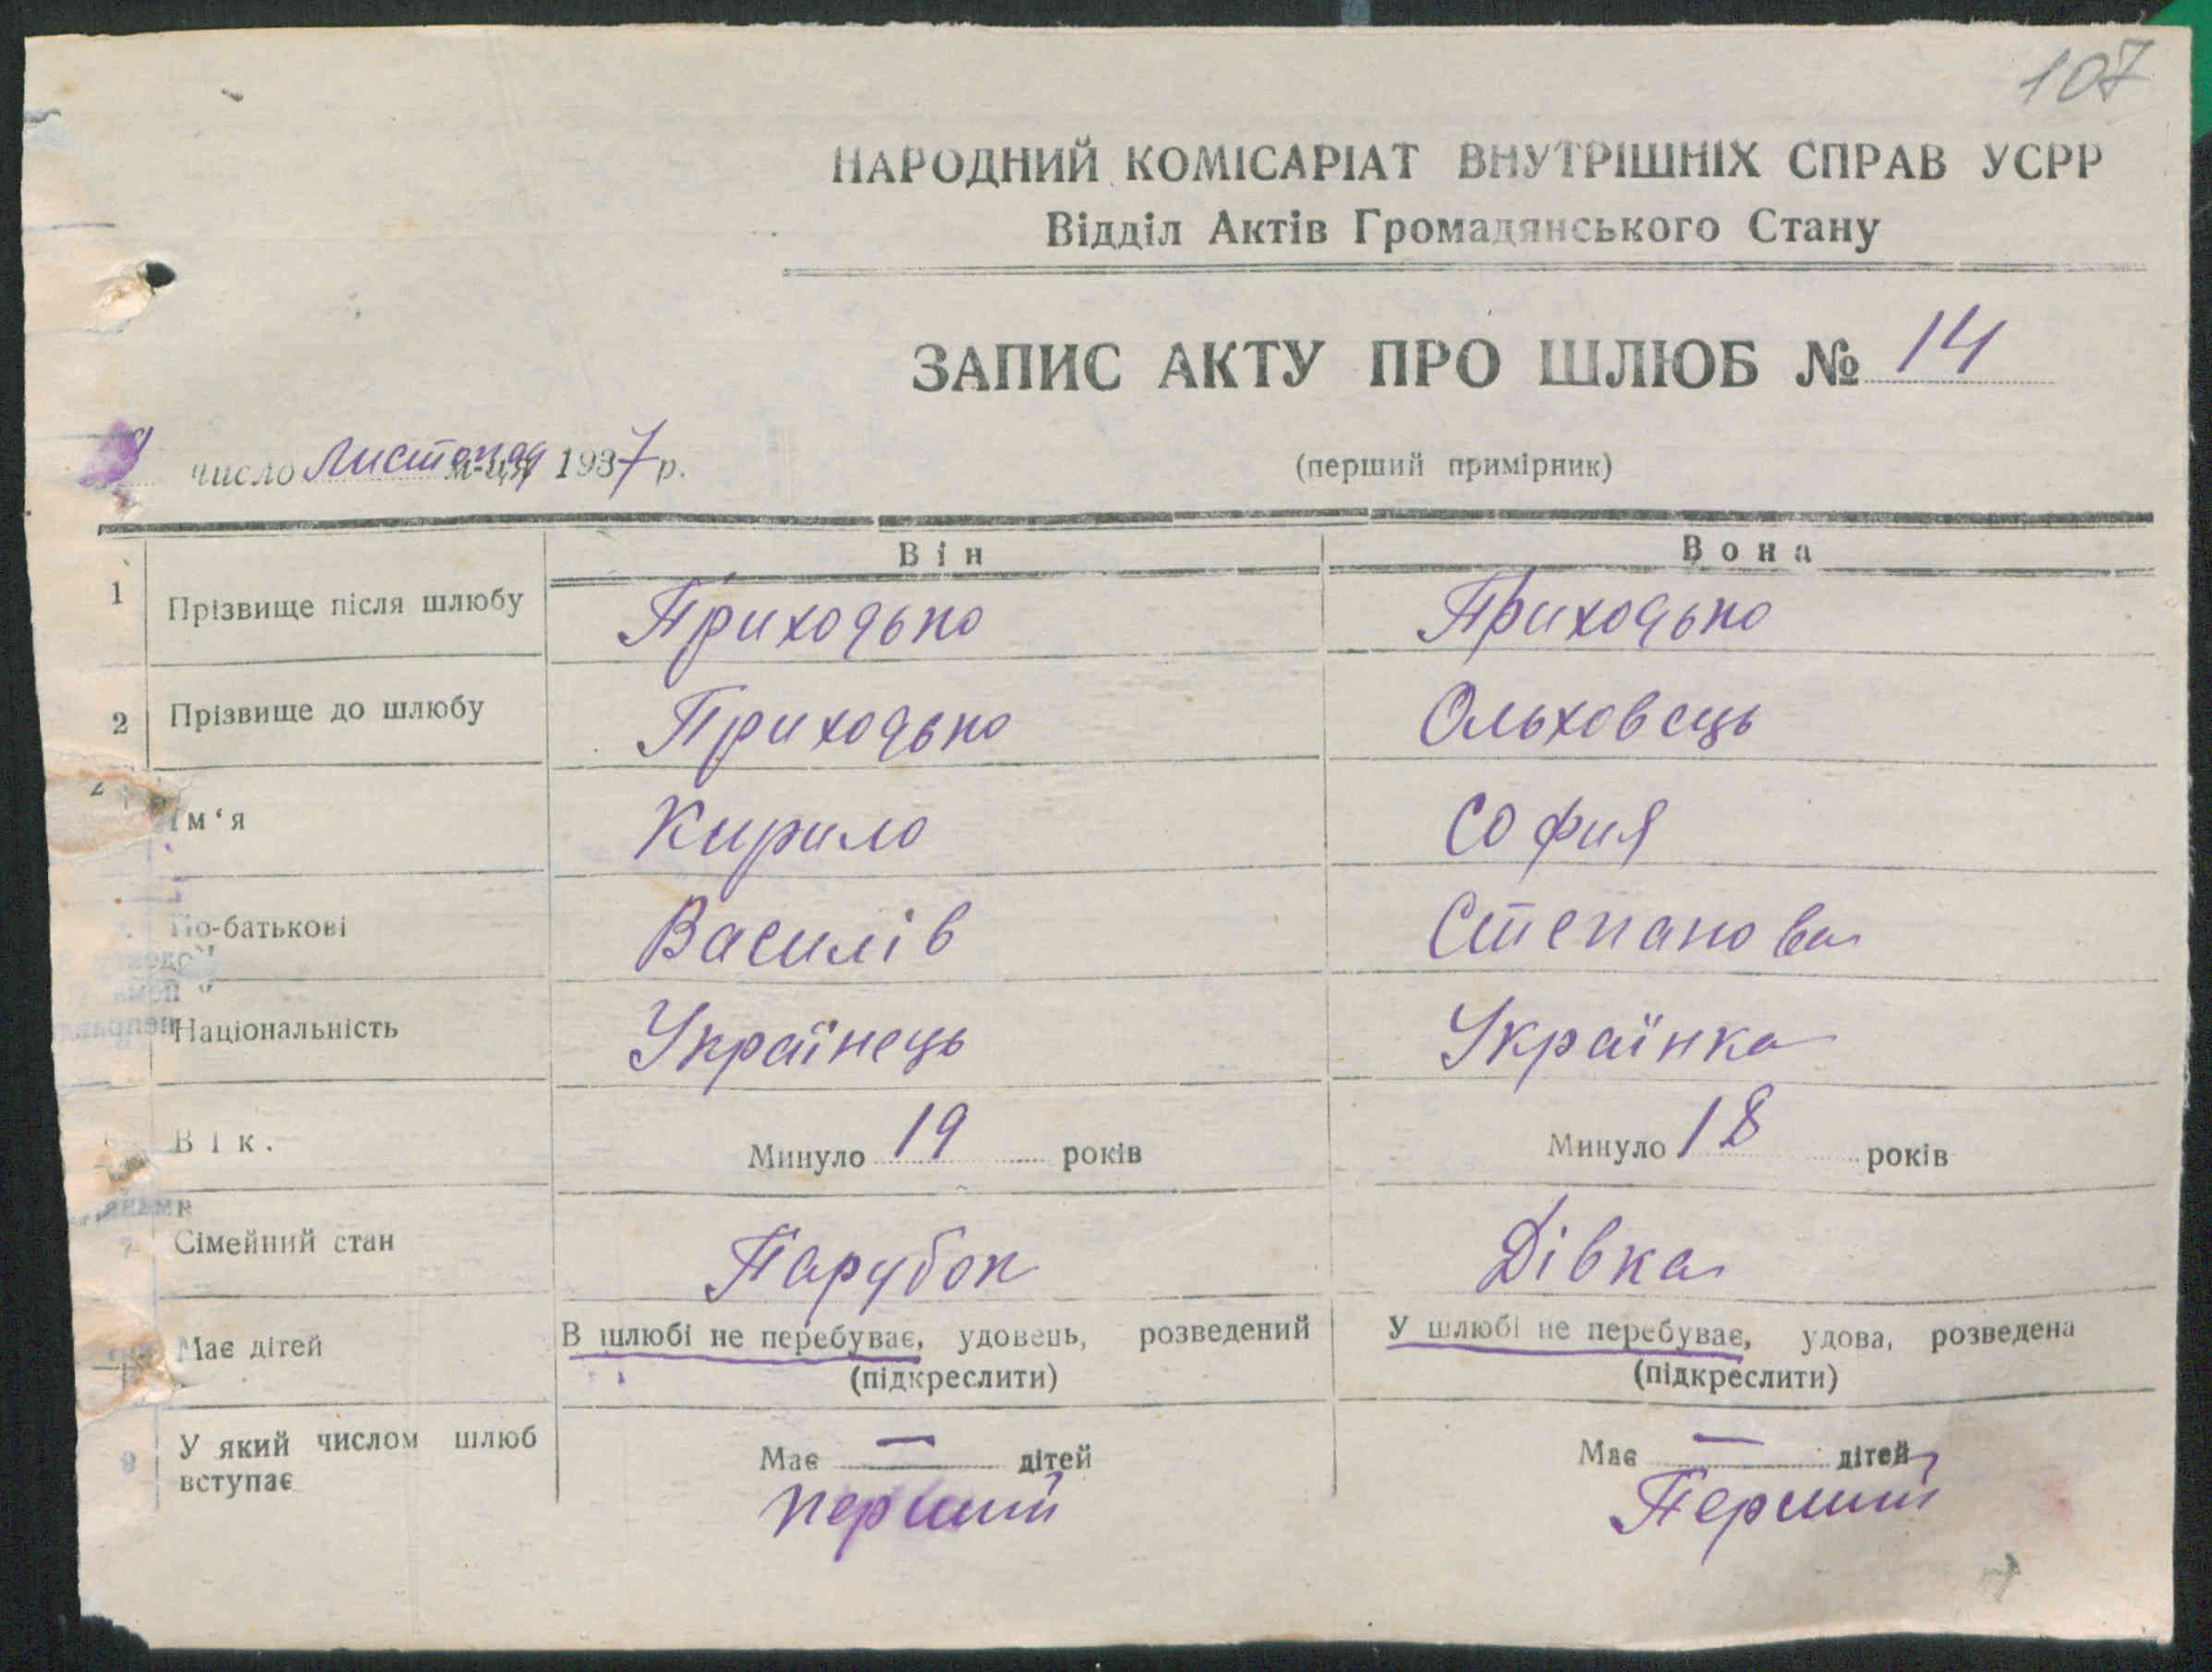 107
НАРОДНИЙ КОМІСАРІАТ ВНУТРІШНІХ СПРАВ УСРР
Відділ Актів Громадянського Стану
ЗАПИС АКТУ ПРО ШЛЮБ № 14
число листопад м-ця 1937 р.
(перший примірник)
Він Вона
1 Прізвище після шлюбу Приходько Приходько
2 Прізвище до шлюбу Приходько Ольховець
Ім‘я Кирило София
По-батькові Василів Степанова
Національність Українець Українка
Вік. Минуло 19 років Минуло 18 років
7 Сімейний стан Парубок Дівка
Має дітей В шлюбі не перебуває, удовець, розведений У шлюбі не перебуває, удова, розведена
(підкреслити) (підкреслити)
9 У який числом шлюб вступає Має — дітей Має — дітей
перший Перший